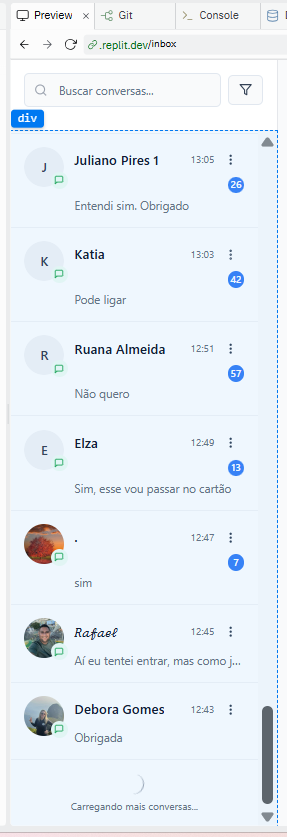 Preview × Git Console
.replit.dev/inbox
Buscar conversas...
div
J Juliano Pires 1 13:05
26
Entendi sim. Obrigado
K Katia 13:03
42
Pode ligar
R Ruana Almeida 12:51
57
Não quero
E Elza 12:49
13
Sim, esse vou passar no cartão
. 12:47
7
sim
𝓡𝓪𝓯𝓪𝓮𝓵 12:45
Aí eu tentei entrar, mas como j...
Debora Gomes 12:43
Obrigada
Carregando mais conversas...